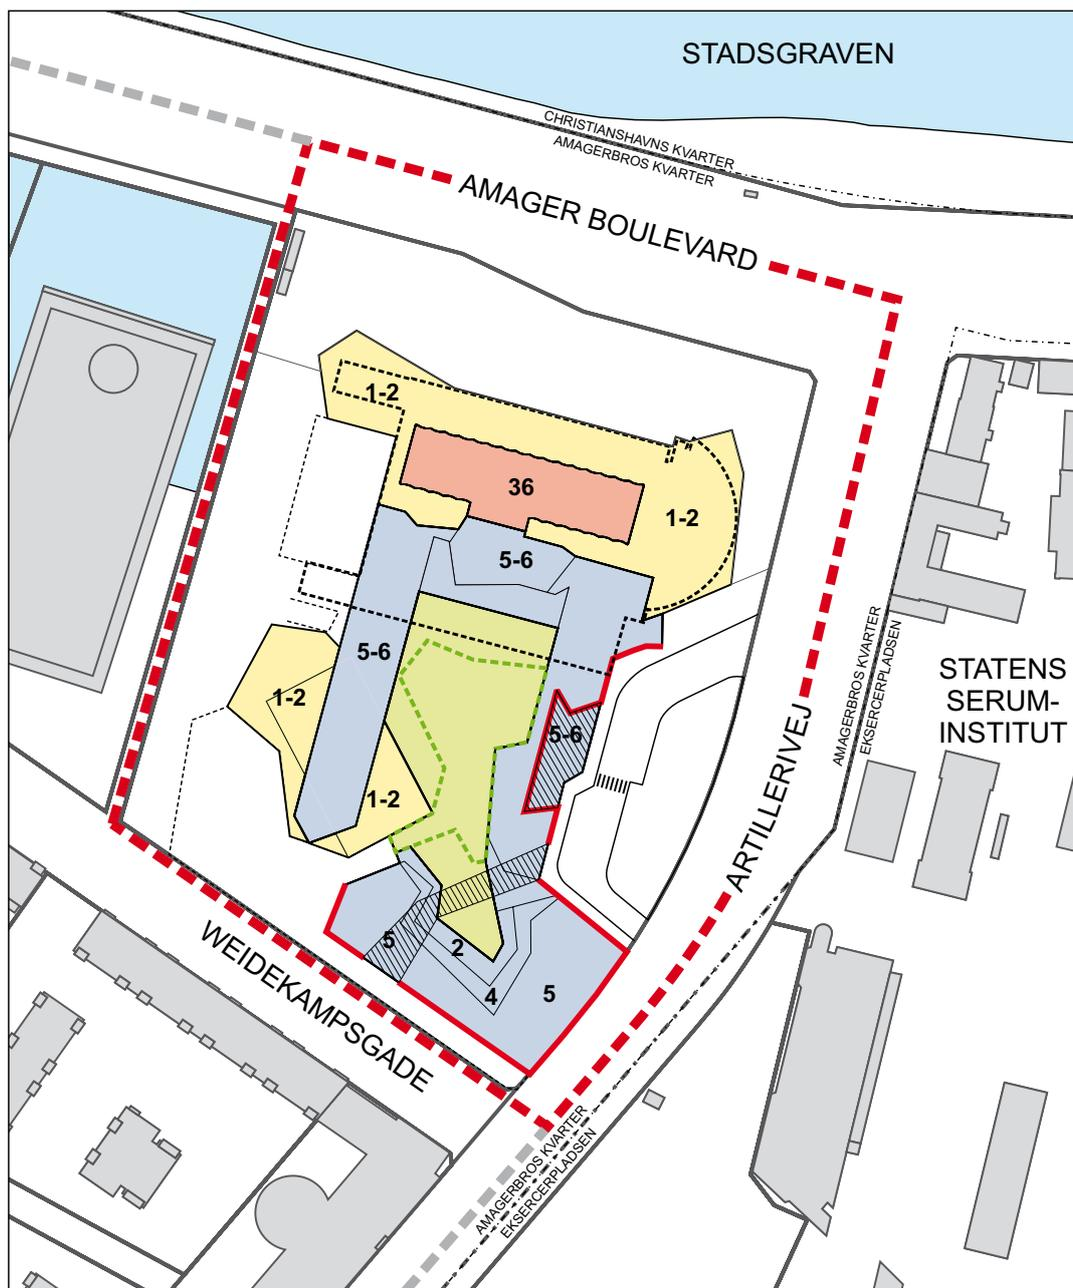 STADSGRAVEN
CHRISTIANSHAVNS KVARTER
AMAGERBROS KVARTER
AMAGER BOULEVARD
1-2
36
1-2
5-6
5-6
1-2
5-6
1-2
AMAGERBROS KVARTER
EKSERCERPLADSEN
STATENS
SERUM-
INSTITUT
ARTILLERIVEJ
WEIDEKAMPSGADE
5
2
4
5
AMAGERBROS KVARTER
EKSERCERPLADSEN